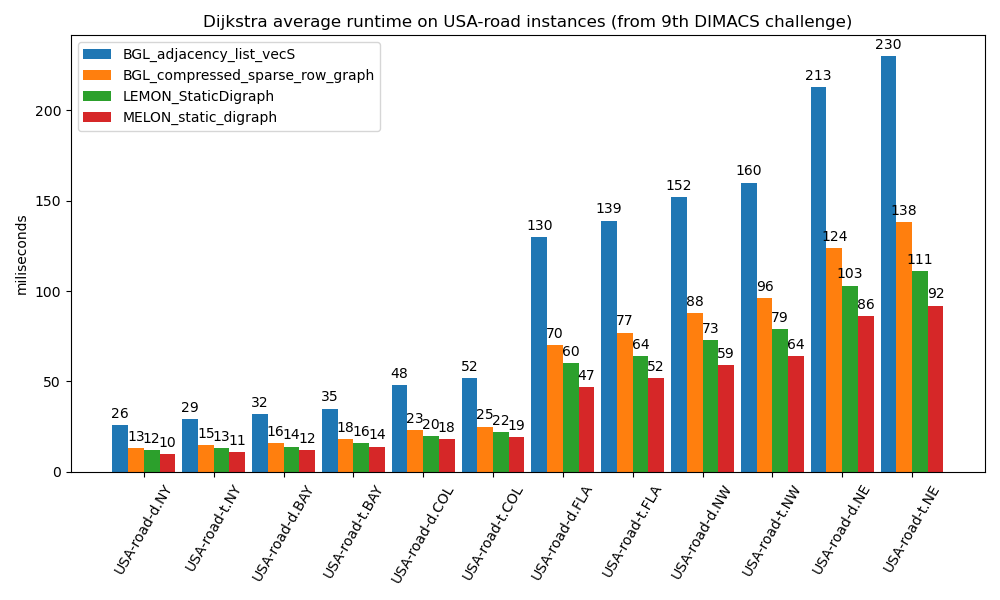 Dijkstra average runtime on USA-road instances (from 9th DIMACS challenge)
BGL_adjacency_list_vecS
BGL_compressed_sparse_row_graph
LEMON_StaticDigraph
MELON_static_digraph
miliseconds
200
150
100
50
0
26 13 12 10
29 15 13 11
32 16 14 12
35 18 16 14
48 23 20 18
52 25 22 19
130 70 60 47
139 77 64 52
152 88 73 59
160 96 79 64
213 124 103 86
230 138 111 92
USA-road-d.NY
USA-road-t.NY
USA-road-d.BAY
USA-road-t.BAY
USA-road-d.COL
USA-road-t.COL
USA-road-d.FLA
USA-road-t.FLA
USA-road-d.NW
USA-road-t.NW
USA-road-d.NE
USA-road-t.NE